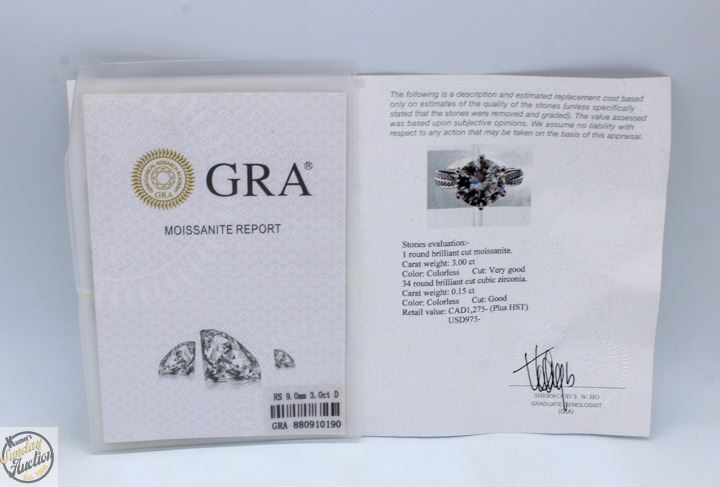 GRA®
GRA
MOISSANITE REPORT
RS 9.0mm 3.0ct D
GRA 880910190
The following is a description and estimated replacement cost based
only on estimates of the quality of the stones (unless specifically
stated that the stones were removed and graded). The value assessed
was based upon subjective opinions. We assume no liability with
respect to any action that may be taken on the basis of this appraisal.
Stones evaluation:-
1 round brilliant cut moissanite.
Carat weight: 3.00 ct
Color: Colorless Cut: Very good
34 round brilliant cut cubic zirconia.
Carat weight: 0.15 ct
Color: Colorless Cut: Good
Retail value: CAD1,275- (Plus HST)
USD975-
SHERWOOD S. W. HO
GRADUATE GEMOLOGIST
(GIA)
Sunday
Auction